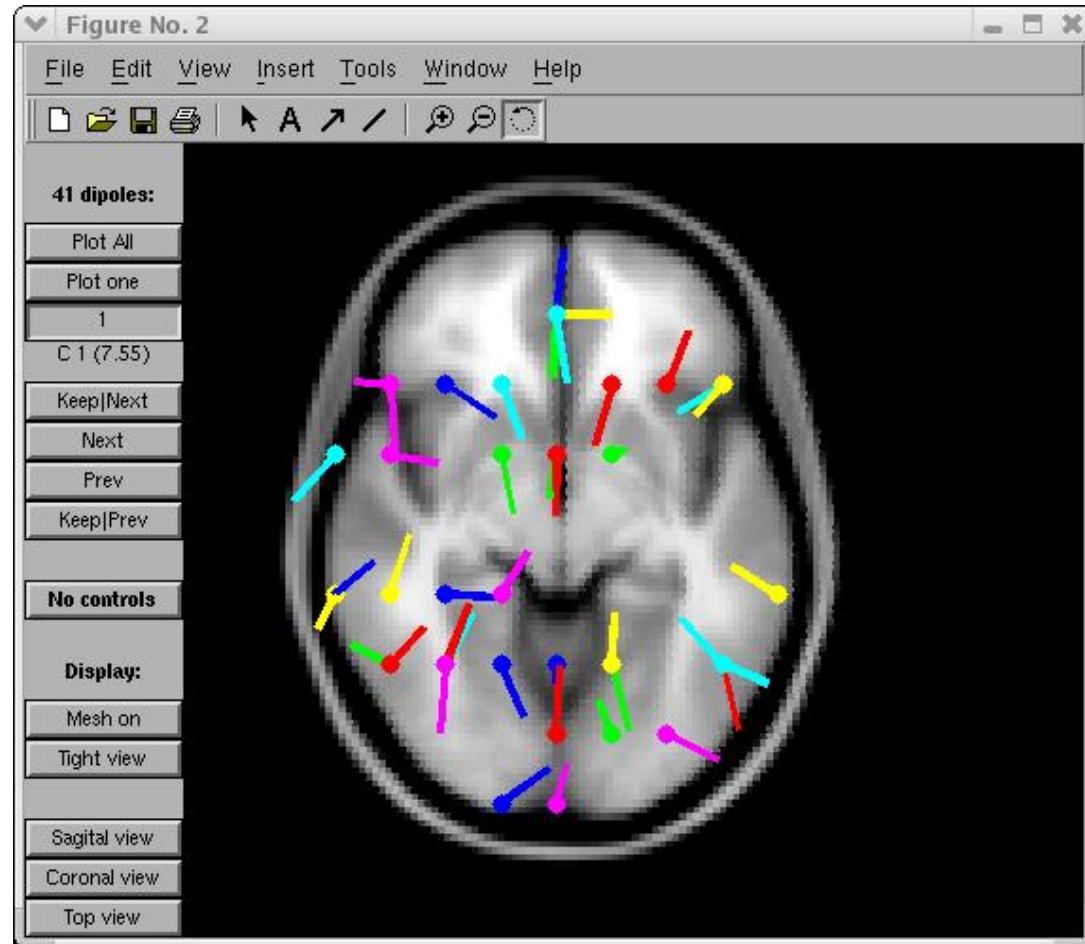 Figure No. 2
File Edit View Insert Tools Window Help
A
41 dipoles:
Plot All
Plot one
1
C 1 (7.55)
Keep|Next
Next
Prev
Keep|Prev
No controls
Display:
Mesh on
Tight view
Sagital view
Coronal view
Top view